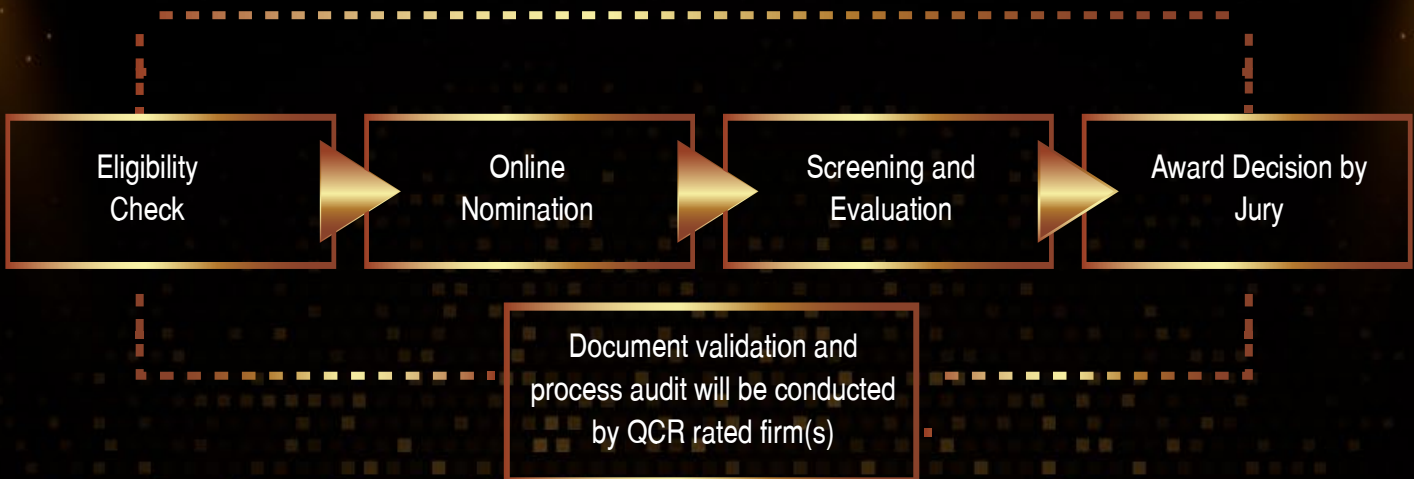 Eligibility
Check
Online
Nomination
Screening and
Evaluation
Award Decision by
Jury
Document validation and
process audit will be conducted
by QCR rated firm(s)